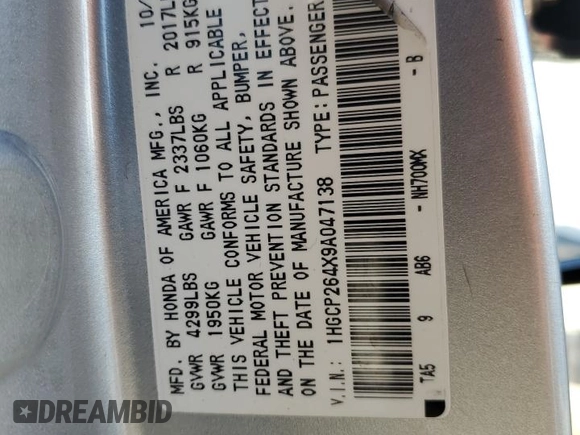 MFD. BY HONDA OF AMERICA MFG., INC. 10/
GVWR 4299LBS GAWR F 2337LBS R 2017L
GVWR 1950KG GAWR F 1060KG R 915KG
THIS VEHICLE CONFORMS TO ALL APPLICABLE
FEDERAL MOTOR VEHICLE SAFETY, BUMPER,
AND THEFT PREVENTION STANDARDS IN EFFECT
ON THE DATE OF MANUFACTURE SHOWN ABOVE.
V.I.N.: 1HGCP264X9A047138 TYPE:PASSENGER
TA5 9 AB6 - NH700MX - B
DREAMBID